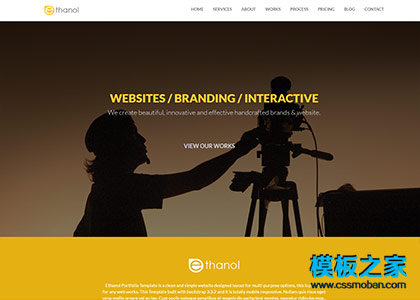 ethanol
HOME SERVICES ABOUT WORKS PROCESS PRICING BLOG CONTACT
WEBSITES / BRANDING / INTERACTIVE
We create beautiful, innovative and effective handcrafted brands & website.
VIEW OUR WORKS
ethanol
Ethanol Portfolio Template is a clean and simple website designed layout for multi-purpose options, this is
for any web works. This Template built with bootstrap 3.3.2 and it is totally mobile responsive.
模板之家
www.cssmoban.com